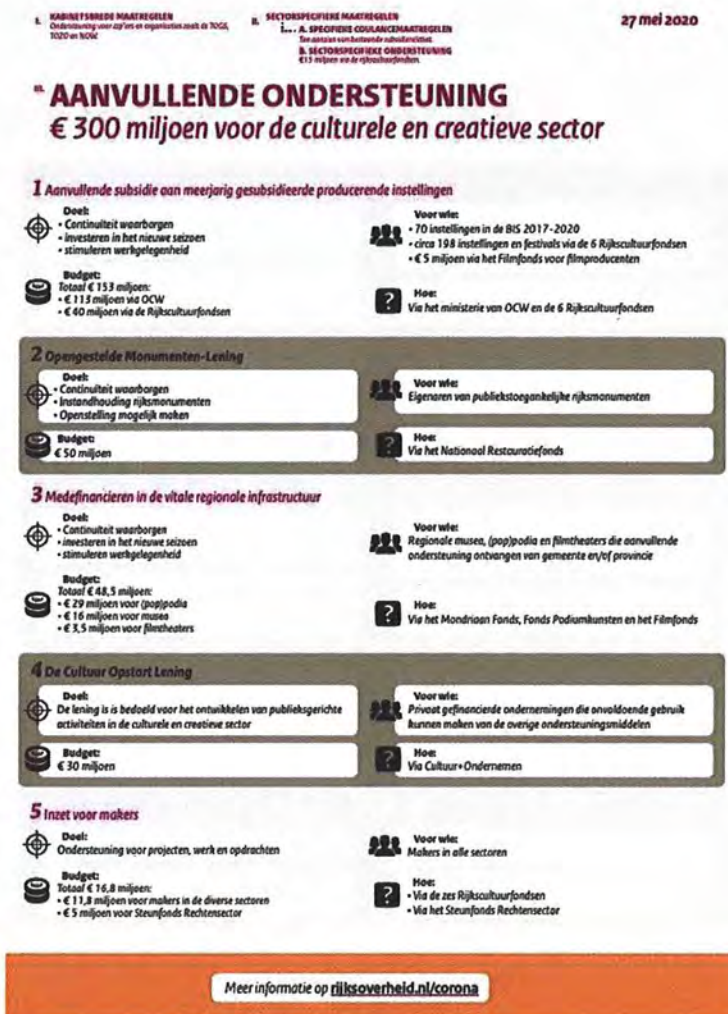 I. KABINETSBREDE MAATREGELEN
Ondersteuning voor zzp'ers en organisaties zoals de TOGS,
TOZO en NOW.
II. SECTORSPECIFIEKE MAATREGELEN
A. SPECIFIEKE COULANCEMAATREGELEN
Ten aanzien van bestaande subsidierelaties.
B. SECTORSPECIFIEKE ONDERSTEUNING
€15 miljoen via de rijkscultuurfondsen.
27 mei 2020
III. AANVULLENDE ONDERSTEUNING
€ 300 miljoen voor de culturele en creatieve sector
1 Aanvullende subsidie aan meerjarig gesubsidieerde producerende instellingen
Doel:
• Continuïteit waarborgen
• investeren in het nieuwe seizoen
• stimuleren werkgelegenheid
Voor wie:
• 70 instellingen in de BIS 2017-2020
• circa 198 instellingen en festivals via de 6 Rijkscultuurfondsen
• € 5 miljoen via het Filmfonds voor filmproducenten
Budget:
Totaal € 153 miljoen:
• € 113 miljoen via OCW
• € 40 miljoen via de Rijkscultuurfondsen
Hoe:
Via het ministerie van OCW en de 6 Rijkscultuurfondsen
2 Opengestelde Monumenten-Lening
Doel:
• Continuïteit waarborgen
• Instandhouding rijksmonumenten
• Openstelling mogelijk maken
Voor wie:
Eigenaren van publiekstoegankelijke rijksmonumenten
Budget:
€ 50 miljoen
Hoe:
Via het Nationaal Restauratiefonds
3 Medefinancieren in de vitale regionale infrastructuur
Doel:
• Continuïteit waarborgen
• investeren in het nieuwe seizoen
• stimuleren werkgelegenheid
Voor wie:
Regionale musea, (pop)podia en filmtheaters die aanvullende
ondersteuning ontvangen van gemeente en/of provincie
Budget:
Totaal € 48,5 miljoen:
• € 29 miljoen voor (pop)podia
• € 16 miljoen voor musea
• € 3,5 miljoen voor filmtheaters
Hoe:
Via het Mondriaan Fonds, Fonds Podiumkunsten en het Filmfonds
4 De Cultuur Opstart Lening
Doel:
De lening is is bedoeld voor het ontwikkelen van publieksgerichte
activiteiten in de culturele en creatieve sector
Voor wie:
Privaat gefinancierde ondernemingen die onvoldoende gebruik
kunnen maken van de overige ondersteuningsmiddelen
Budget:
€ 30 miljoen
Hoe:
Via Cultuur+Ondernemen
5 Inzet voor makers
Doel:
Ondersteuning voor projecten, werk en opdrachten
Voor wie:
Makers in alle sectoren
Budget:
Totaal € 16,8 miljoen:
• € 11,8 miljoen voor makers in de diverse sectoren
• € 5 miljoen voor Steunfonds Rechtensector
Hoe:
• Via de zes Rijkscultuurfondsen
• Via het Steunfonds Rechtensector
Meer informatie op rijksoverheid.nl/corona